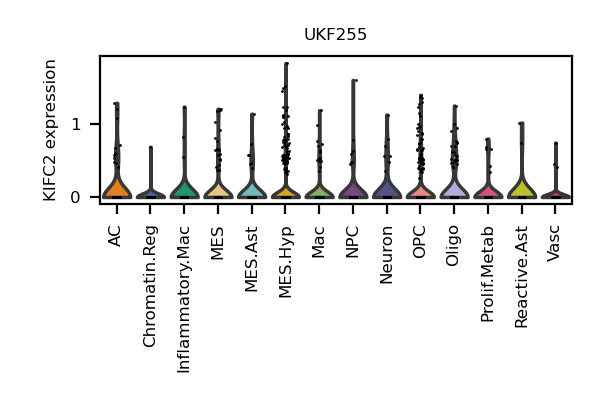 UKF255
KIFC2 expression
1
0
AC
Chromatin.Reg
Inflammatory.Mac
MES
MES.Ast
MES.Hyp
Mac
NPC
Neuron
OPC
Oligo
Prolif.Metab
Reactive.Ast
Vasc